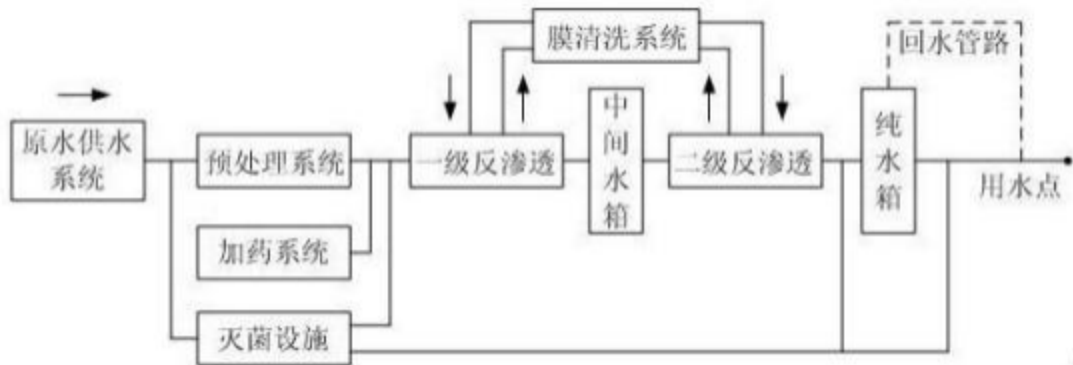 膜清洗系统
回水管路
原水供水
系统
预处理系统
一级反渗透
中间水箱
二级反渗透
纯水箱
用水点
加药系统
灭菌设施